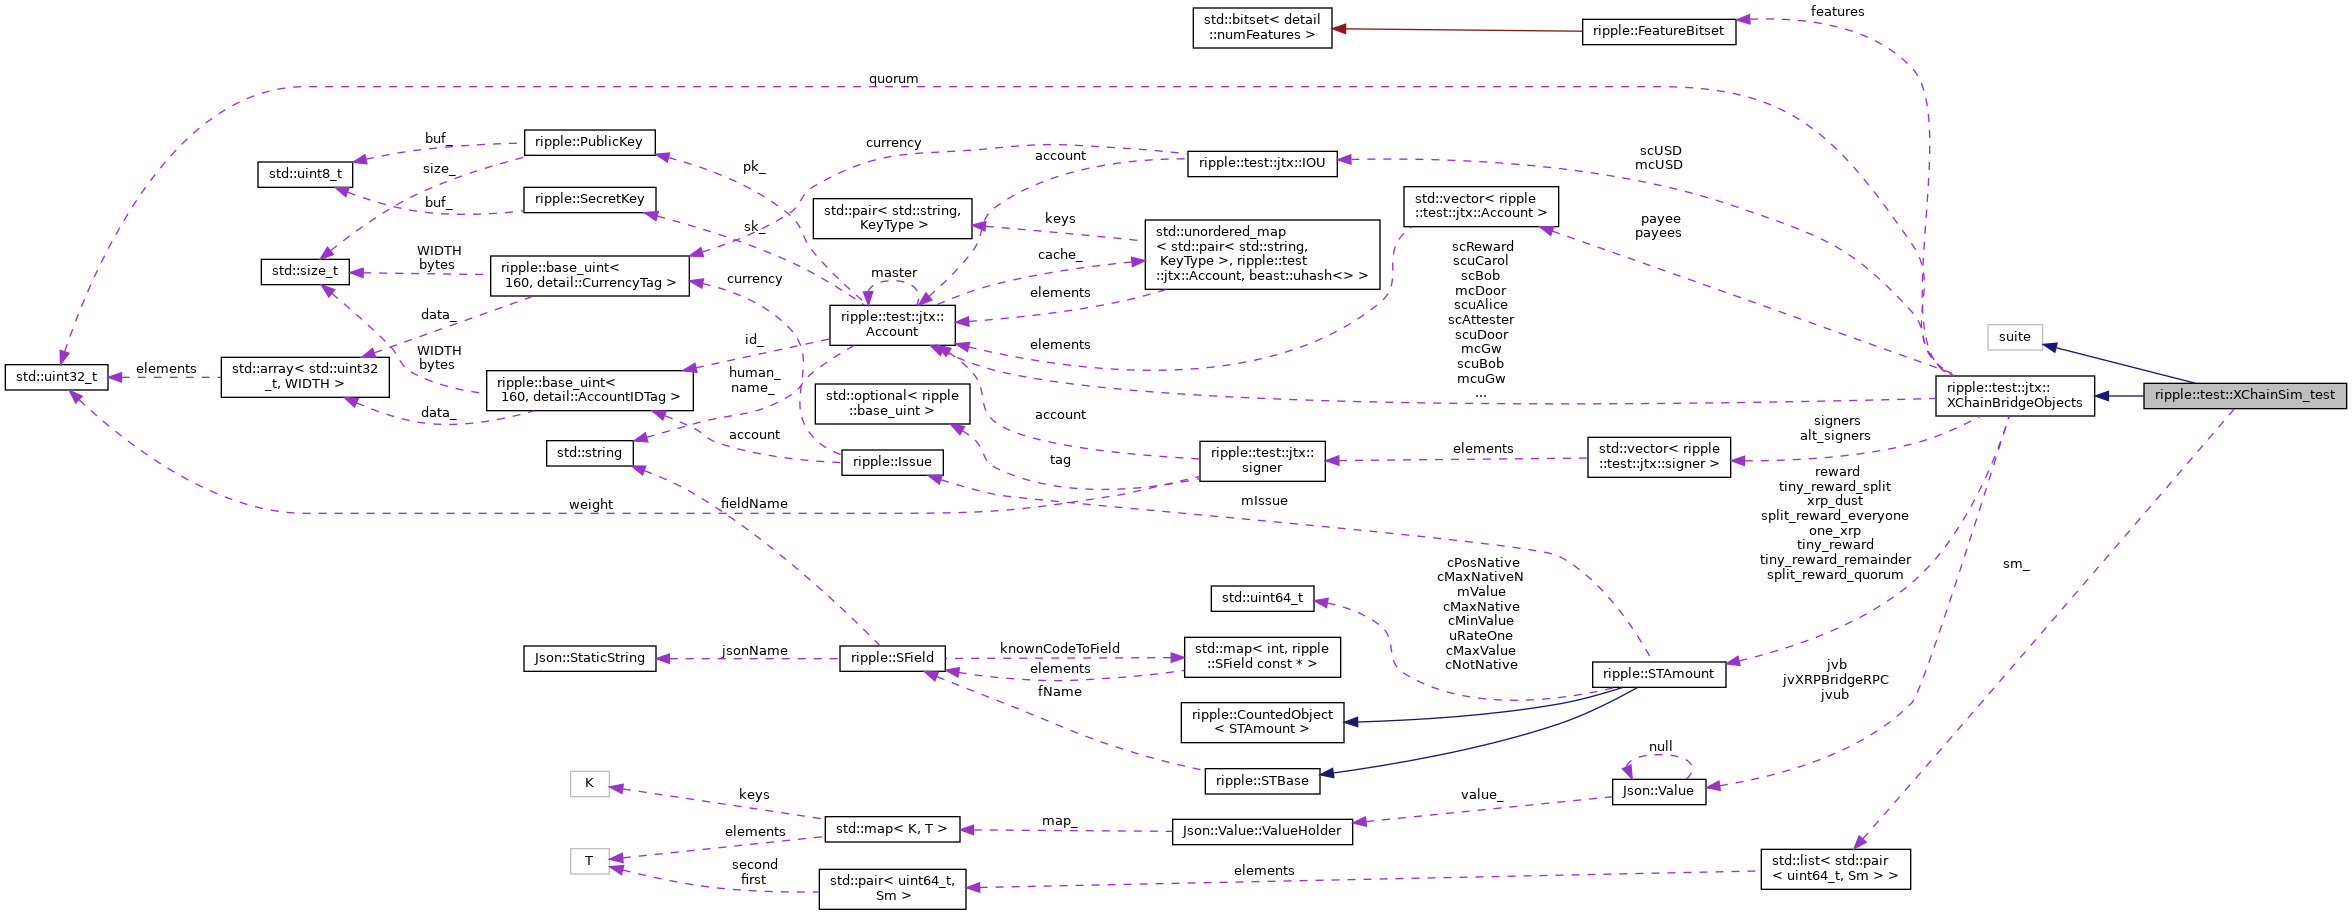 std::bitset< detail
::numFeatures >
ripple::FeatureBitset
features
quorum
ripple::PublicKey
buf_
size_
std::uint8_t
ripple::SecretKey
buf_
pk_
sk_
currency
account
ripple::test::jtx::IOU
scUSD
mcUSD
std::pair< std::string,
KeyType >
keys
std::unordered_map
< std::pair< std::string,
KeyType >, ripple::test
::jtx::Account, beast::uhash<> >
cache_
elements
std::vector< ripple
::test::jtx::Account >
payee
payees
std::size_t
WIDTH
bytes
ripple::base_uint<
160, detail::CurrencyTag >
currency
master
ripple::test::jtx::
Account
elements
scReward
scuCarol
scBob
mcDoor
scuAlice
scAttester
scuDoor
mcGw
scuBob
mcuGw
...
suite
ripple::test::jtx::
XChainBridgeObjects
ripple::test::XChainSim_test
data_
WIDTH
bytes
id_
std::uint32_t
elements
std::array< std::uint32
_t, WIDTH >
ripple::base_uint<
160, detail::AccountIDTag >
data_
human_
name_
std::optional< ripple
::base_uint >
account
account
tag
std::string
ripple::Issue
ripple::test::jtx::
signer
elements
std::vector< ripple
::test::jtx::signer >
signers
alt_signers
weight
fieldName
mIssue
reward
tiny_reward_split
xrp_dust
split_reward_everyone
one_xrp
tiny_reward
tiny_reward_remainder
split_reward_quorum
sm_
cPosNative
cMaxNativeN
mValue
cMaxNative
cMinValue
uRateOne
cMaxValue
cNotNative
std::uint64_t
Json::StaticString
jsonName
ripple::SField
knownCodeToField
elements
fName
std::map< int, ripple
::SField const * >
ripple::STAmount
ripple::CountedObject
< STAmount >
ripple::STBase
jvb
jvXRPBridgeRPC
jvub
null
Json::Value
value_
K
keys
std::map< K, T >
map_
Json::Value::ValueHolder
elements
T
second
first
std::pair< uint64_t,
Sm >
elements
std::list< std::pair
< uint64_t, Sm > >